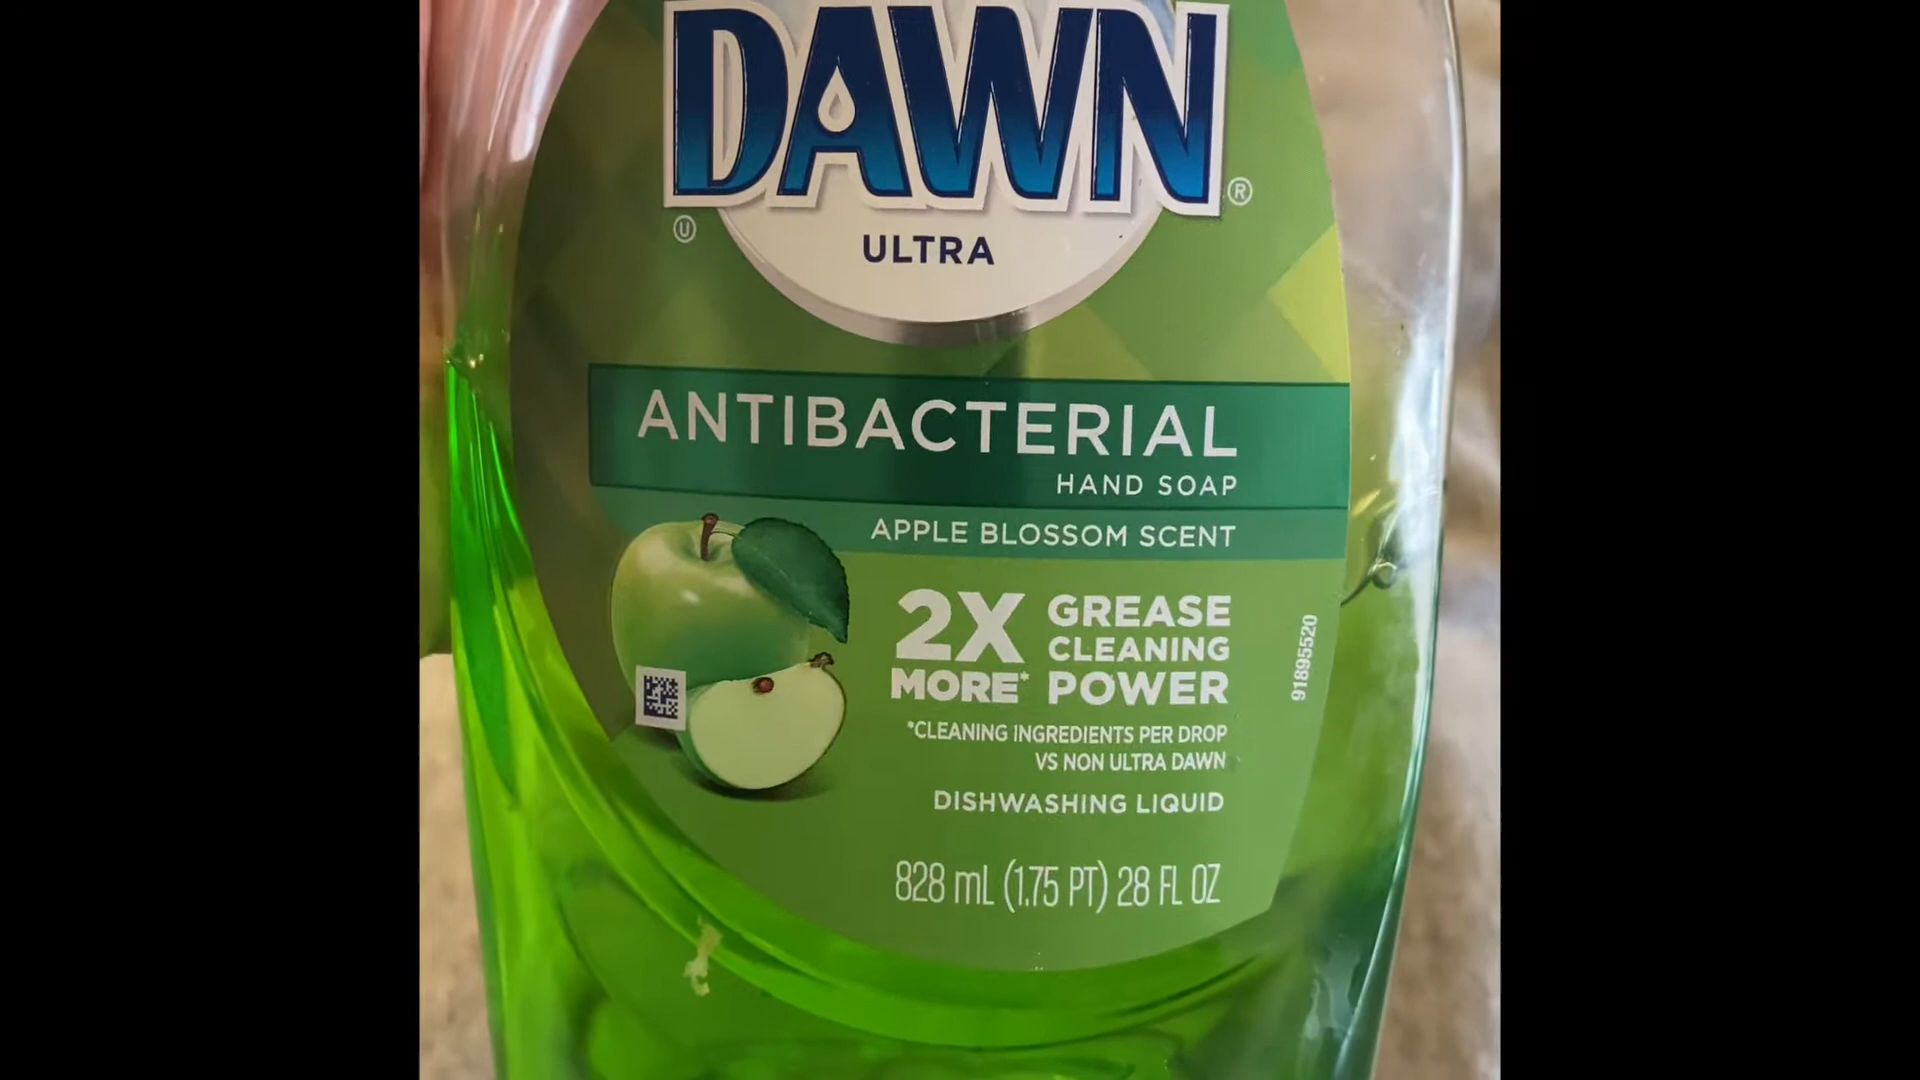 DAWN®
Ⓤ
ULTRA
ANTIBACTERIAL
HAND SOAP
APPLE BLOSSOM SCENT
2X MORE* GREASE CLEANING POWER
*CLEANING INGREDIENTS PER DROP
VS NON ULTRA DAWN
DISHWASHING LIQUID
828 mL (1.75 PT) 28 FL OZ
91895520